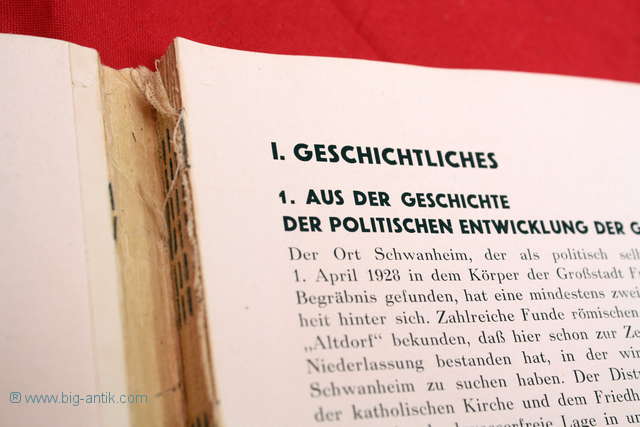 I. GESCHICHTLICHES
1. AUS DER GESCHICHTE
DER POLITISCHEN ENTWICKLUNG DER
Der Ort Schwanheim, der als politisch
1. April 1928 in dem Körper der Großstadt
Begräbnis gefunden, hat eine mindestens
heit hinter sich. Zahlreiche Funde römischen
„Altdorf“ bekunden, daß hier schon zur
Niederlassung bestanden hat, in der
Schwanheim zu suchen haben. Der
der katholischen Kirche und dem
Lage in
® www.big-antik.com